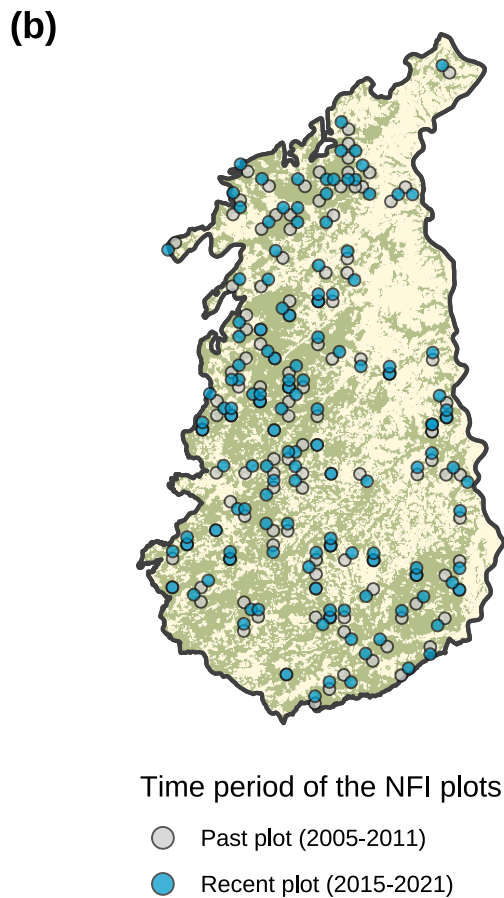 (b)
Time period of the NFI plots
Past plot (2005-2011)
Recent plot (2015-2021)